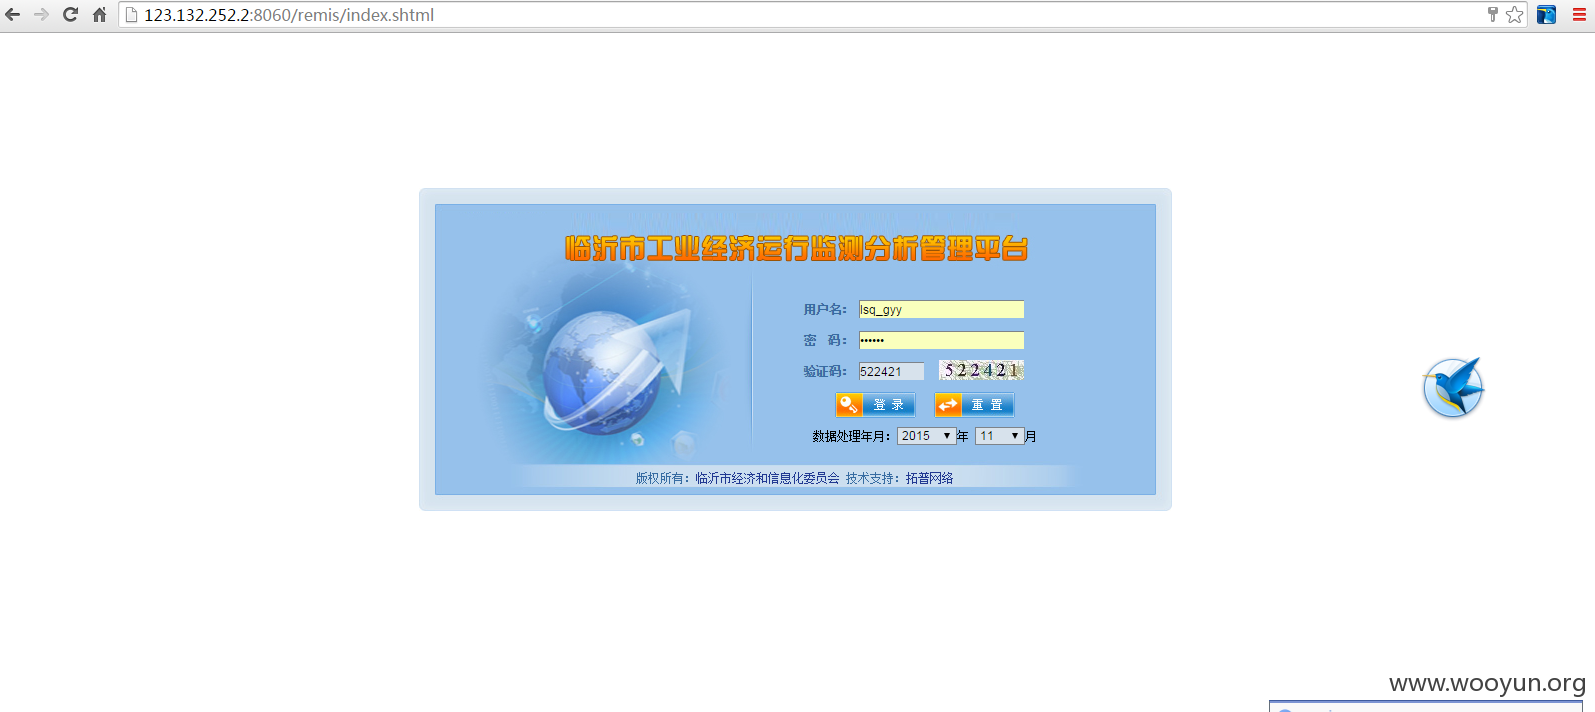 123.132.252.2:8060/remis/index.shtml
临沂市工业经济运行监测分析管理平台
用户名： lsq_gyy
密 码： ••••••
验证码： 522421 522421
登 录 重 置
数据处理年月： 2015 年 11 月
版权所有：临沂市经济和信息化委员会 技术支持：拓普网络
www.wooyun.org